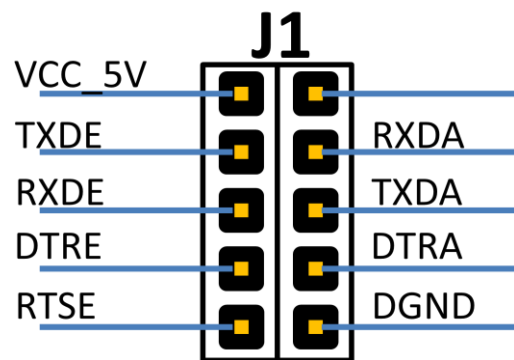 J1
VCC_5V
TXDE RXDA
RXDE TXDA
DTRE DTRA
RTSE DGND